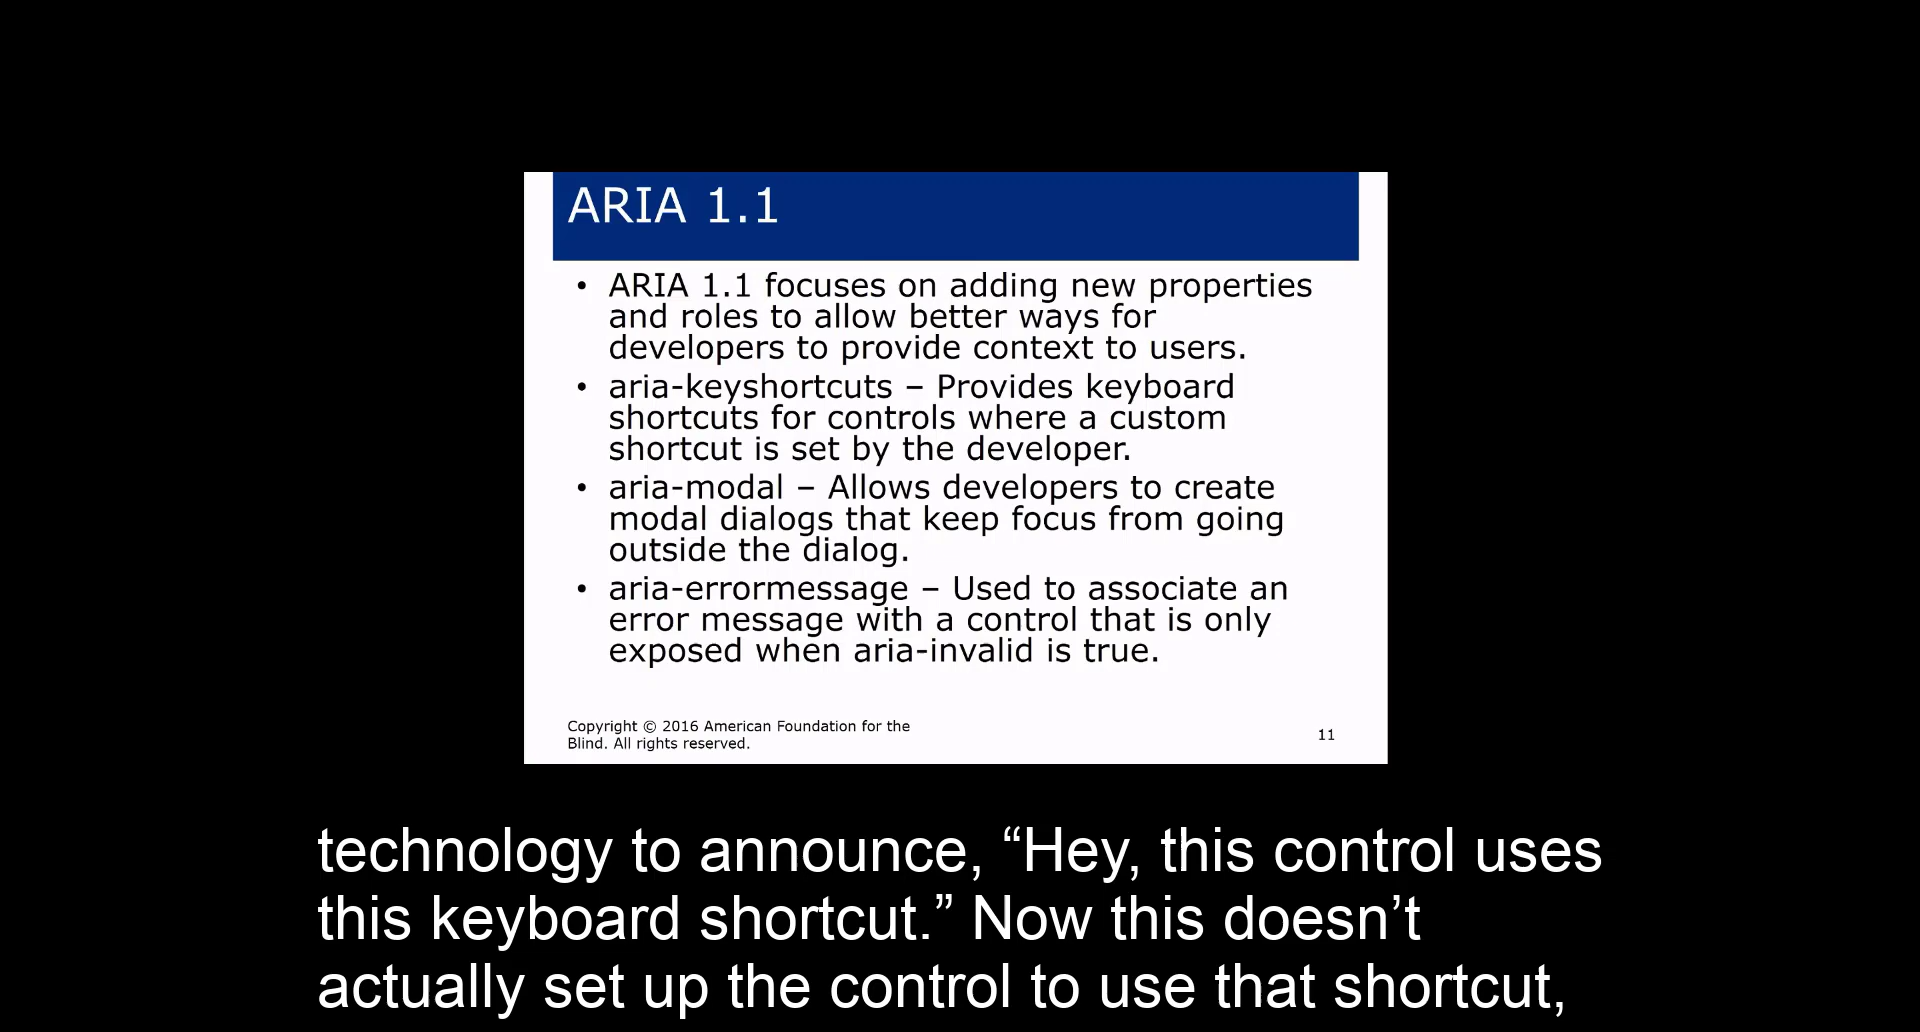 ARIA 1.1
• ARIA 1.1 focuses on adding new properties
and roles to allow better ways for
developers to provide context to users.
• aria-keyshortcuts – Provides keyboard
shortcuts for controls where a custom
shortcut is set by the developer.
• aria-modal – Allows developers to create
modal dialogs that keep focus from going
outside the dialog.
• aria-errormessage – Used to associate an
error message with a control that is only
exposed when aria-invalid is true.
Copyright © 2016 American Foundation for the
Blind. All rights reserved.
11
technology to announce, “Hey, this control uses
this keyboard shortcut.” Now this doesn’t
actually set up the control to use that shortcut,